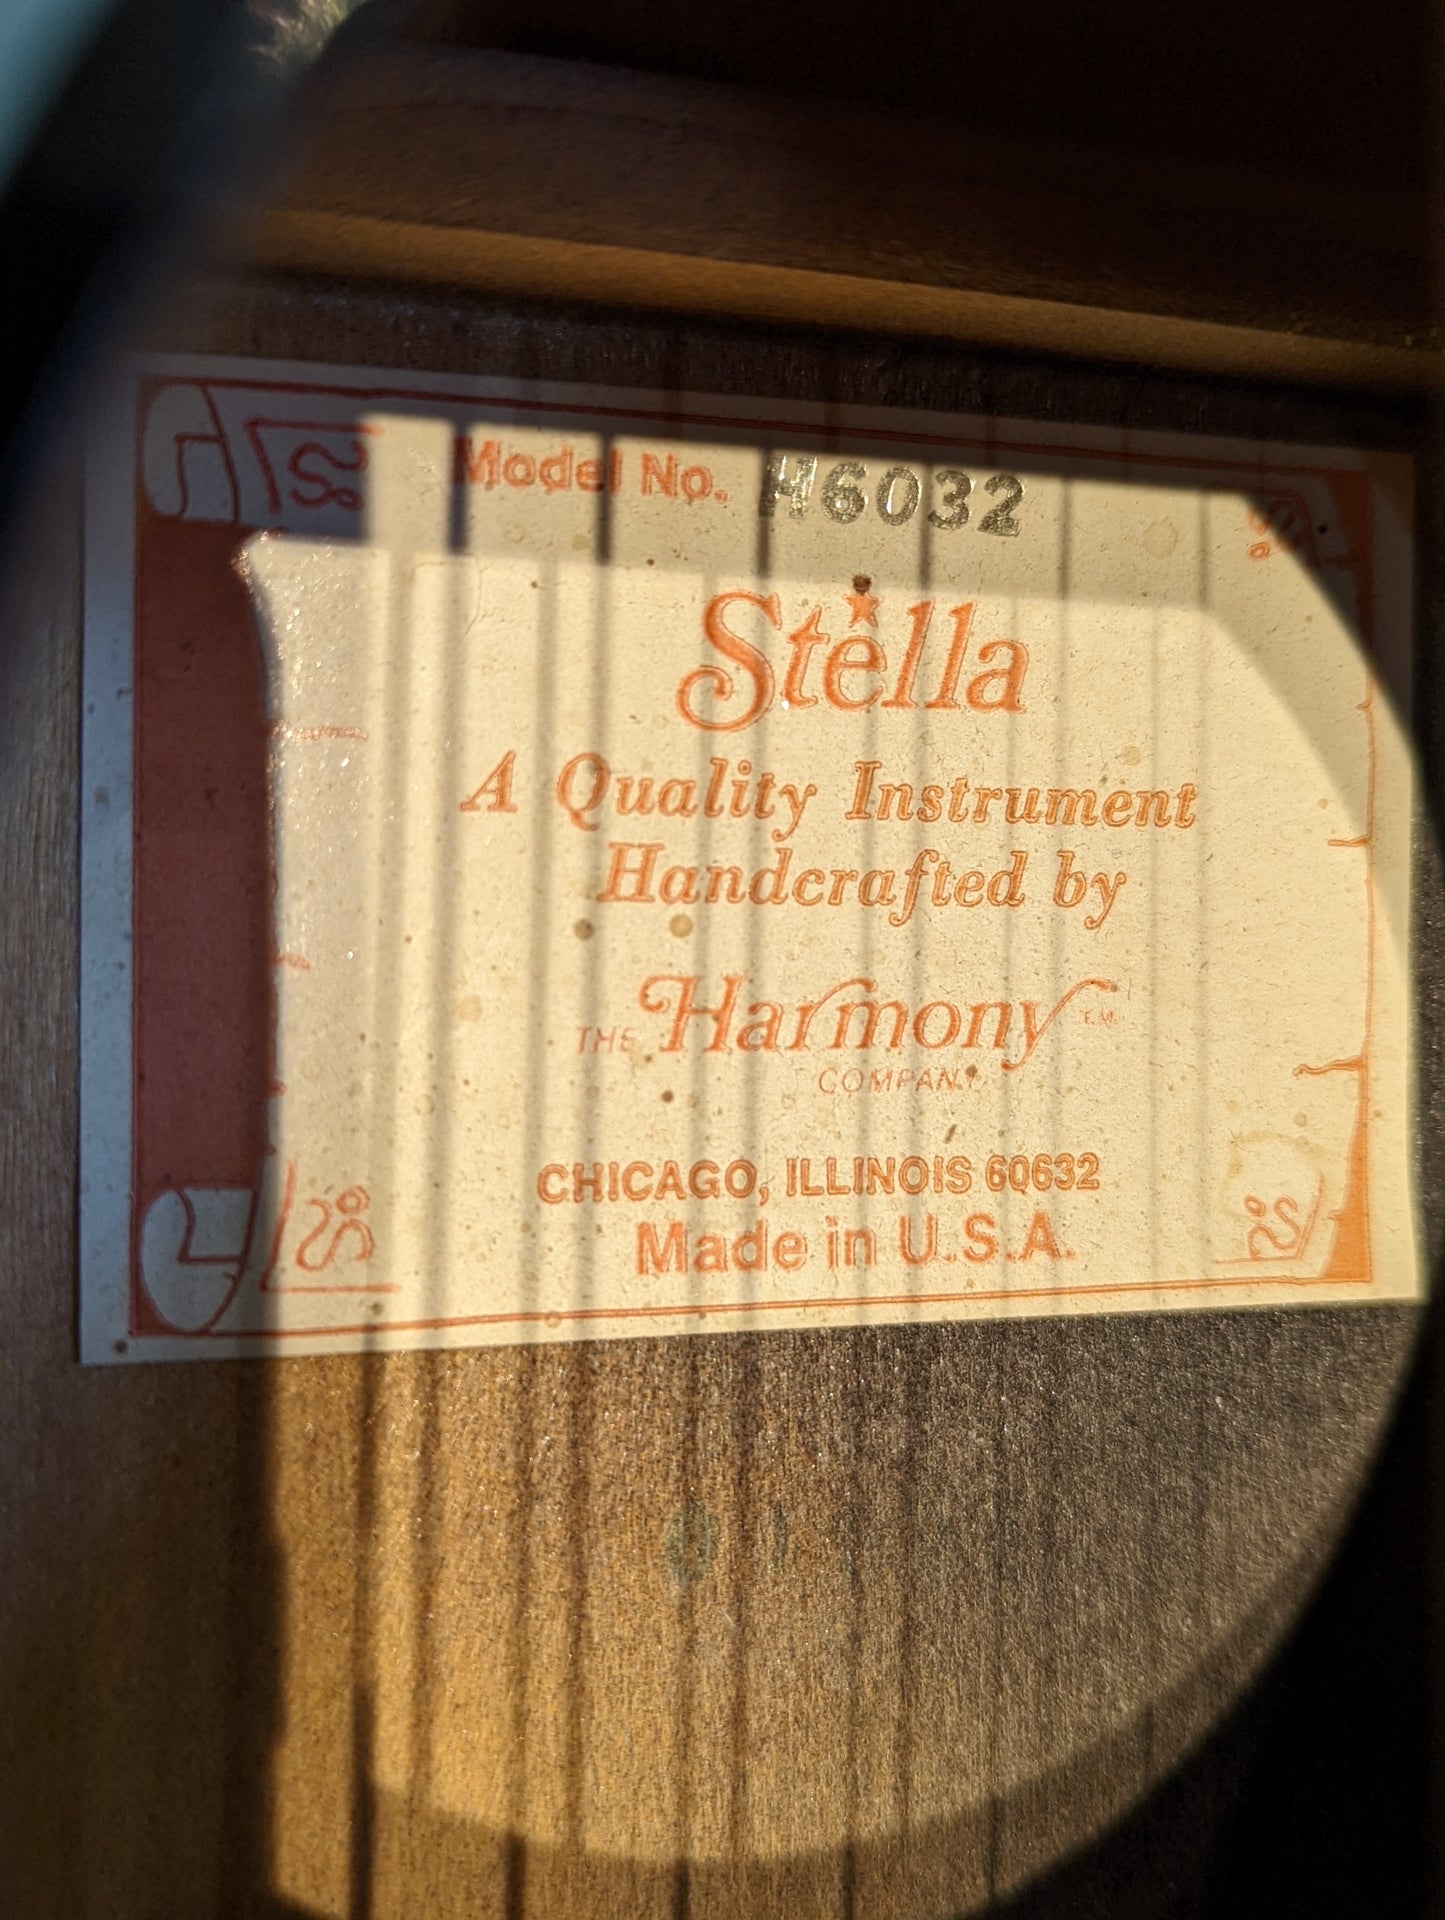 Model No. H6032
Stella
A Quality Instrument
Handcrafted by
THE Harmony
COMPANY
CHICAGO, ILLINOIS 60632
Made in U.S.A.